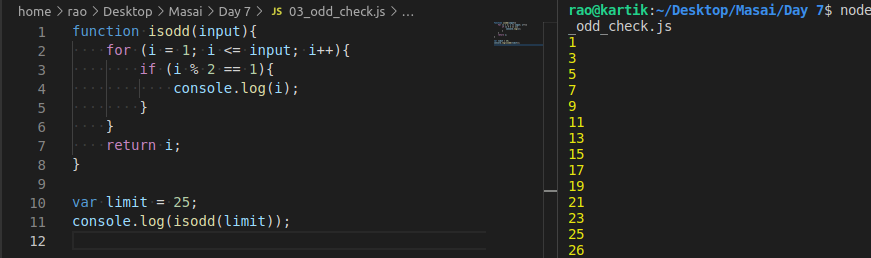 home > rao > Desktop > Masai > Day 7 > JS 03_odd_check.js > ...
1 function isodd(input){
2     for (i = 1; i <= input; i++){
3         if (i % 2 == 1){
4             console.log(i);
5         }
6     }
7     return i;
8 }
9
10 var limit = 25;
11 console.log(isodd(limit));
12
rao@kartik:~/Desktop/Masai/Day 7$ node
_odd_check.js
1
3
5
7
9
11
13
15
17
19
21
23
25
26